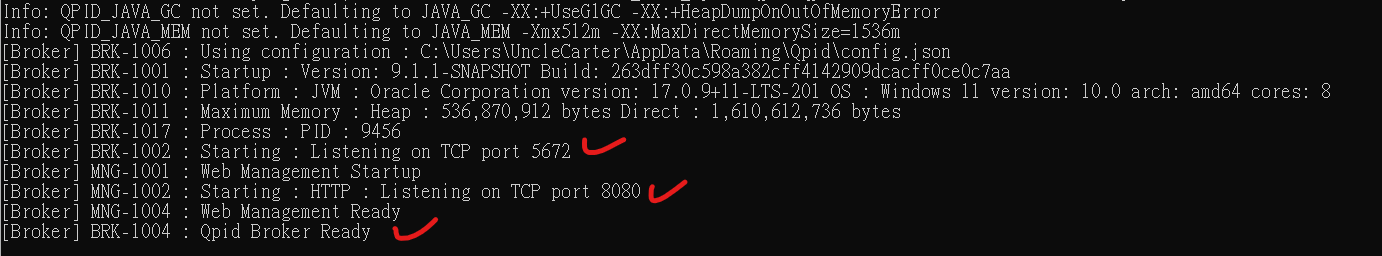 Info: QPID_JAVA_GC not set. Defaulting to JAVA_GC -XX:+UseG1GC -XX:+HeapDumpOnOutOfMemoryError
Info: QPID_JAVA_MEM not set. Defaulting to JAVA_MEM -Xmx512m -XX:MaxDirectMemorySize=1536m
[Broker] BRK-1006 : Using configuration : C:\Users\UncleCarter\AppData\Roaming\Qpid\config.json
[Broker] BRK-1001 : Startup : Version: 9.1.1-SNAPSHOT Build: 263dff30c598a382cff4142909dcacff0ce0c7aa
[Broker] BRK-1010 : Platform : JVM : Oracle Corporation version: 17.0.9+11-LTS-201 OS : Windows 11 version: 10.0 arch: amd64 cores: 8
[Broker] BRK-1011 : Maximum Memory : Heap : 536,870,912 bytes Direct : 1,610,612,736 bytes
[Broker] BRK-1017 : Process : PID : 9456
[Broker] BRK-1002 : Starting : Listening on TCP port 5672
[Broker] MNG-1001 : Web Management Startup
[Broker] MNG-1002 : Starting : HTTP : Listening on TCP port 8080
[Broker] MNG-1004 : Web Management Ready
[Broker] BRK-1004 : Qpid Broker Ready